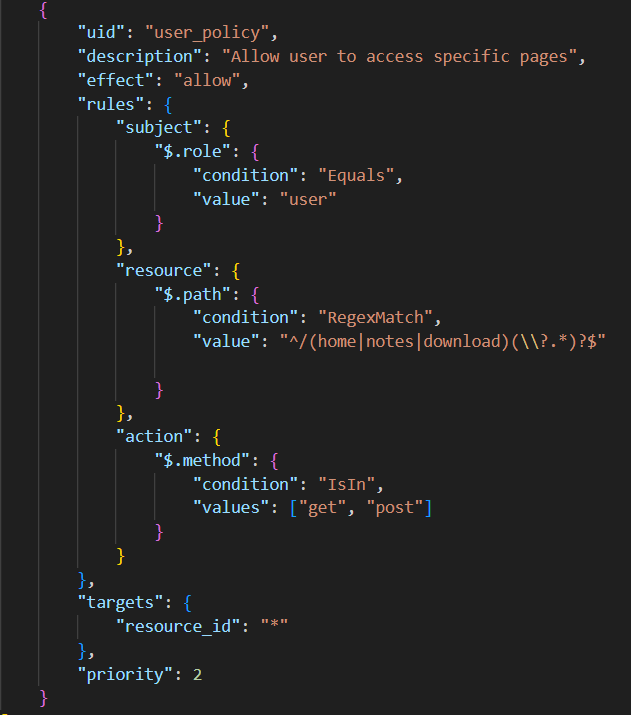 {
"uid": "user_policy",
"description": "Allow user to access specific pages",
"effect": "allow",
"rules": {
"subject": {
"$.role": {
"condition": "Equals",
"value": "user"
}
},
"resource": {
"$.path": {
"condition": "RegexMatch",
"value": "^/(home|notes|download)(\\?.*)?$"
}
},
"action": {
"$.method": {
"condition": "IsIn",
"values": ["get", "post"]
}
}
},
"targets": {
"resource_id": "*"
},
"priority": 2
}